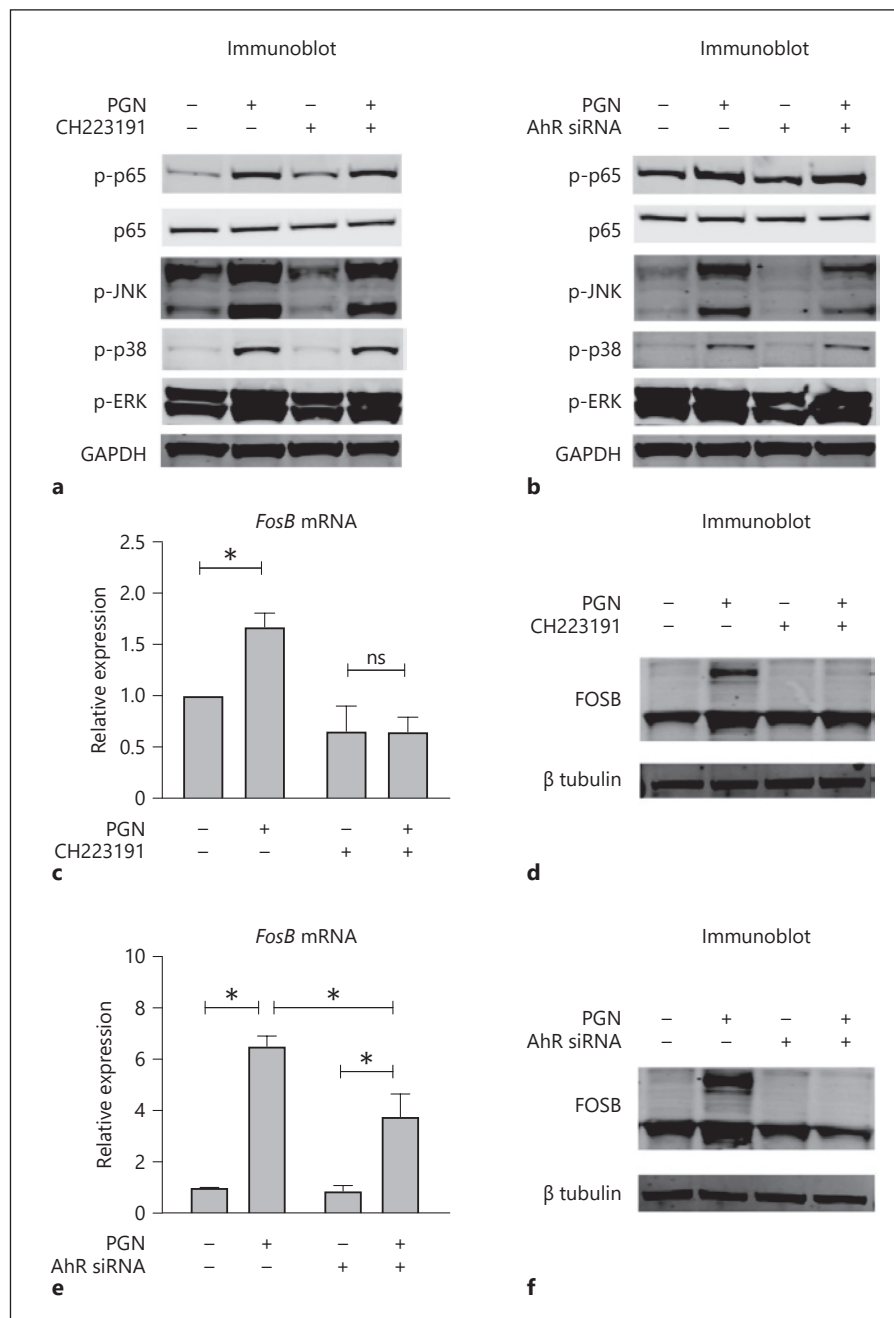 Immunoblot
PGN – + – +
CH223191 – – + +
p-p65
p65
p-JNK
p-p38
p-ERK
GAPDH
a
Immunoblot
PGN – + – +
AhR siRNA – – + +
p-p65
p65
p-JNK
p-p38
p-ERK
GAPDH
b
FosB mRNA
Relative expression
2.5
2.0
1.5
1.0
0.5
0
*
ns
PGN – + – +
CH223191 – – + +
c
Immunoblot
PGN – + – +
CH223191 – – + +
FOSB
β tubulin
d
FosB mRNA
Relative expression
10
8
6
4
2
0
* *
*
PGN – + – +
AhR siRNA – – + +
e
Immunoblot
PGN – + – +
AhR siRNA – – + +
FOSB
β tubulin
f